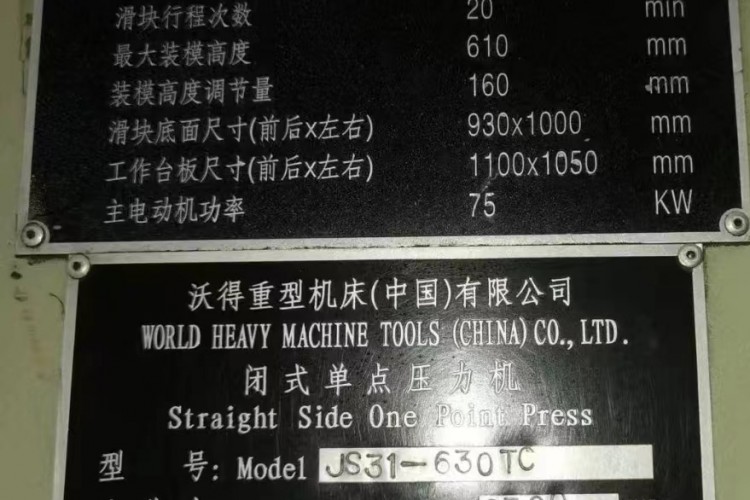 滑块行程次数 20 min
最大装模高度 610 mm
装模高度调节量 160 mm
滑块底面尺寸(前后x左右) 930x1000 mm
工作台板尺寸(前后x左右) 1100x1050 mm
主电动机功率 75 KW
沃得重型机床(中国)有限公司
WORLD HEAVY MACHINE TOOLS (CHINA) CO., LTD.
闭式单点压力机
Straight Side One Point Press
型 号: Model JS31-630TC